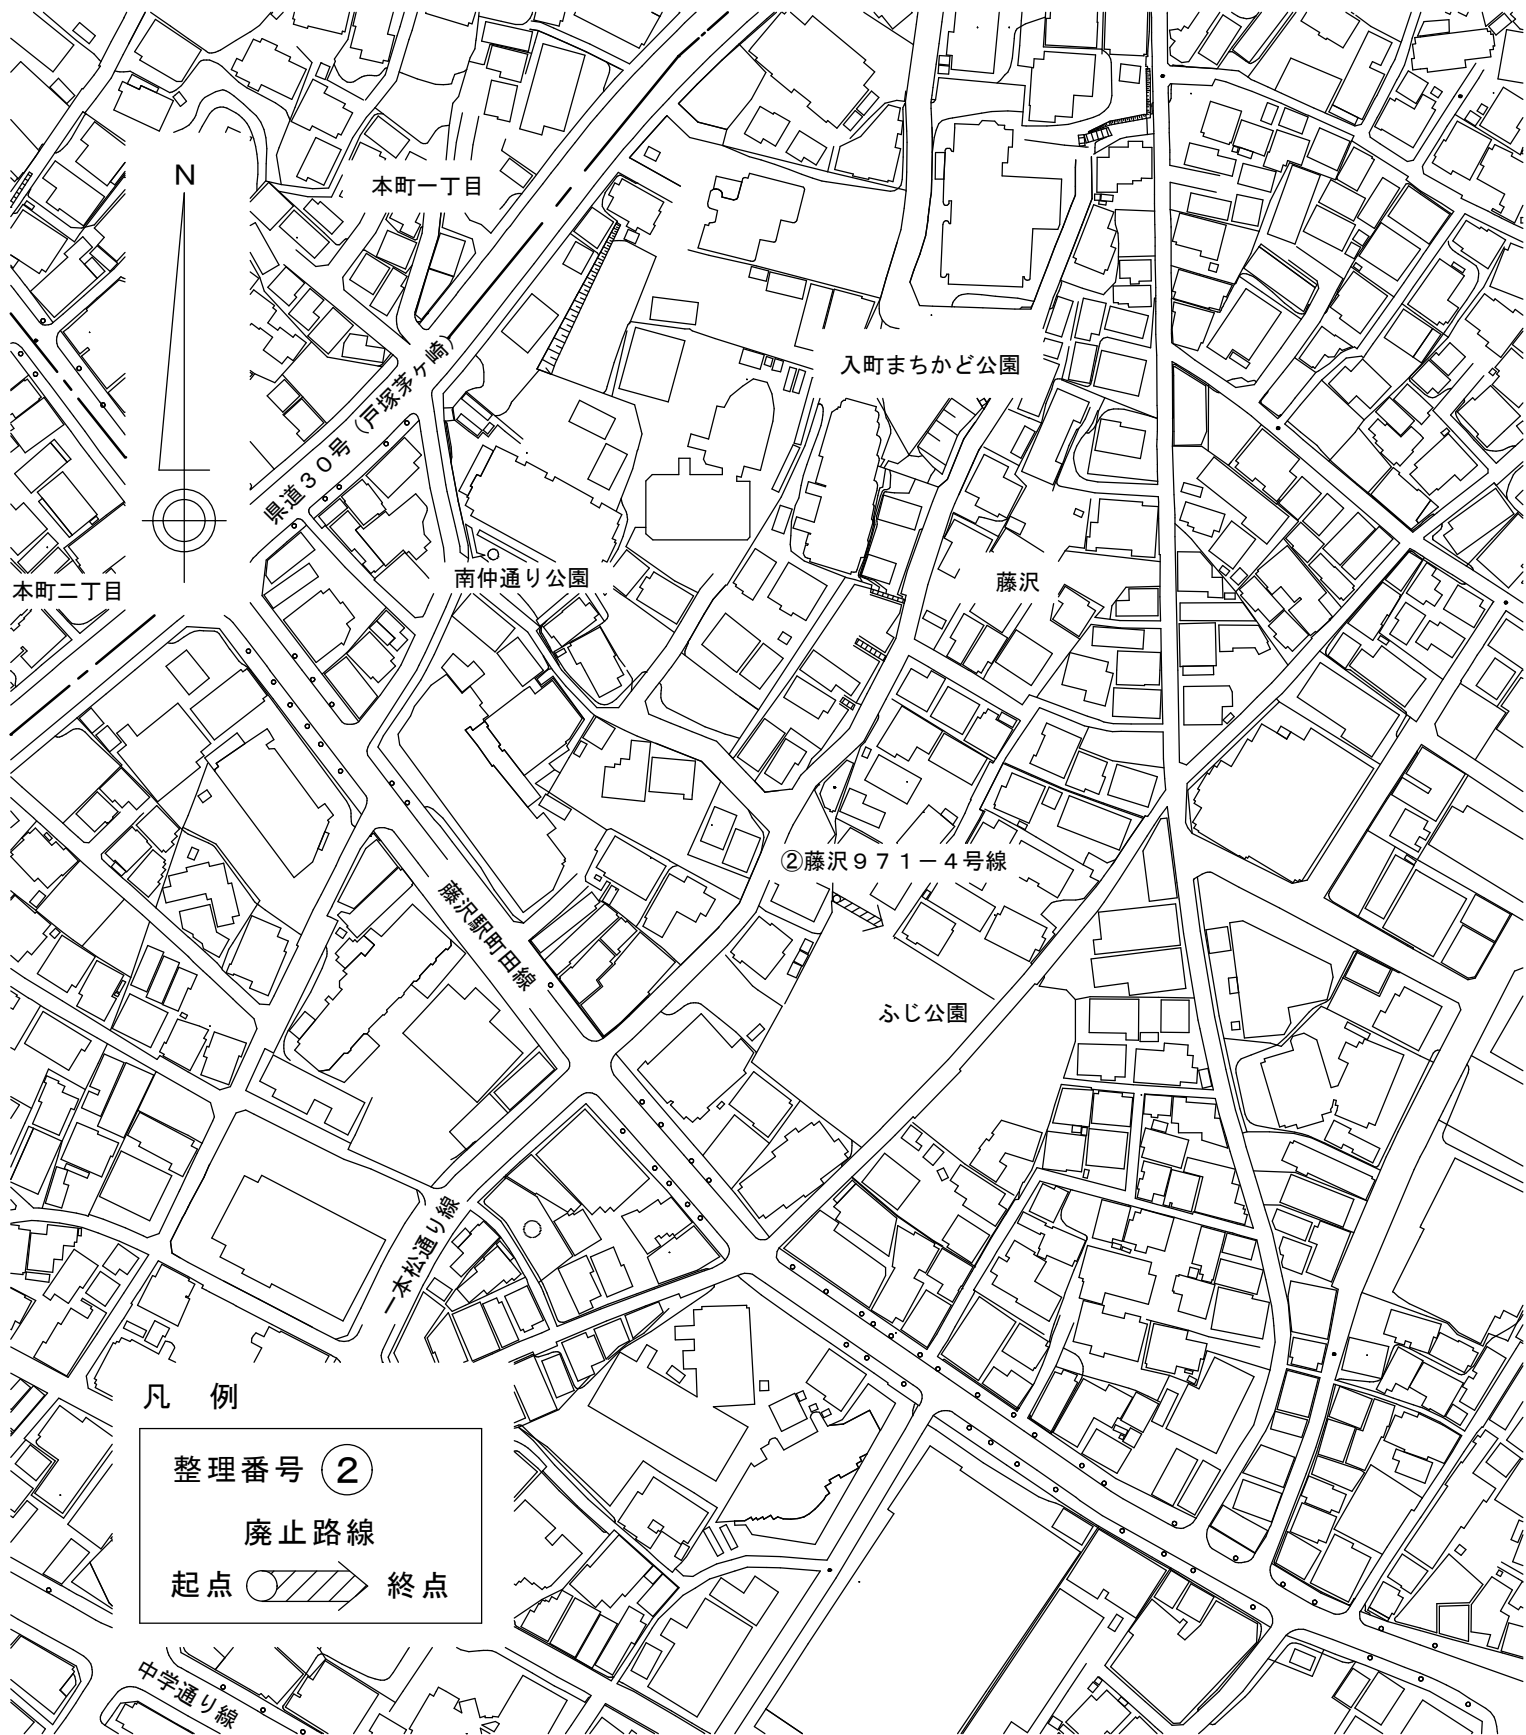 N
本町一丁目
県道30号(戸塚茅ヶ崎)
入町まちかど公園
南仲通り公園
藤沢
本町二丁目
②藤沢971-4号線
藤沢駅町田線
ふじ公園
一本松通り線
凡 例
整理番号 ②
廃止路線
起点 終点
中学通り線